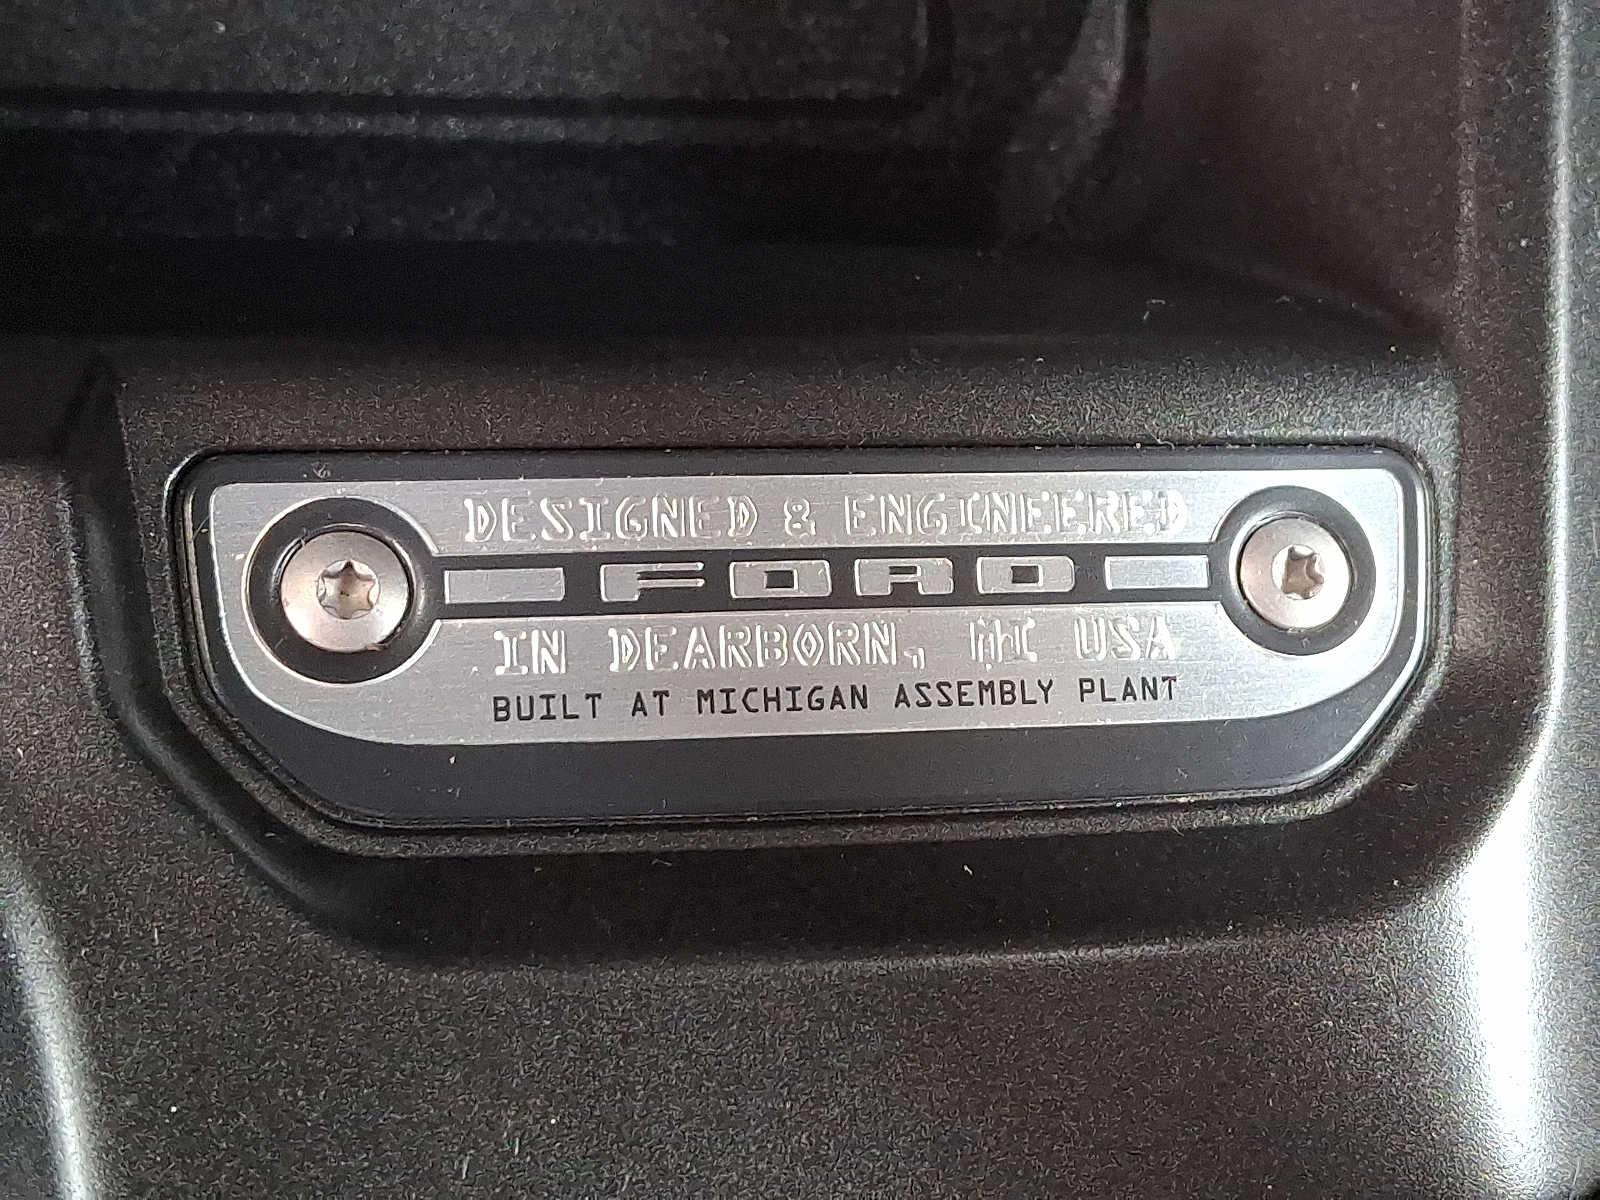 DESIGNED & ENGINEERED
FORD
IN DEARBORN, MI USA
BUILT AT MICHIGAN ASSEMBLY PLANT